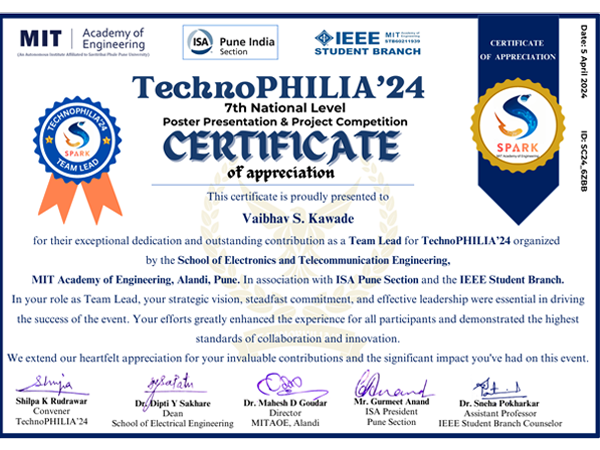 MIT Academy of Engineering
(An Autonomous Institute Affiliated to Savitribai Phule Pune University)
ISA Pune India Section
IEEE MIT Academy of Engineering STB00211930
STUDENT BRANCH
CERTIFICATE
OF APPRECIATION
Date: 5 April 2024
ID: SC24_6ZBB
TechnoPHILIA’24
7th National Level
Poster Presentation & Project Competition
CERTIFICATE
of appreciation
TECHNOPHILIA'24
SPARK
TEAM LEAD
SPARK
MIT Academy of Engineering
This certificate is proudly presented to
Vaibhav S. Kawade
for their exceptional dedication and outstanding contribution as a Team Lead for TechnoPHILIA’24 organized
by the School of Electronics and Telecommunication Engineering,
MIT Academy of Engineering, Alandi, Pune. In association with ISA Pune Section and the IEEE Student Branch.
In your role as Team Lead, your strategic vision, steadfast commitment, and effective leadership were essential in driving
the success of the event. Your efforts greatly enhanced the experience for all participants and demonstrated the highest
standards of collaboration and innovation.
We extend our heartfelt appreciation for your invaluable contributions and the significant impact you've had on this event.
Shilpa K Rudrawar
Convener
TechnoPHILIA’24
Dr. Dipti Y Sakhare
Dean
School of Electrical Engineering
Dr. Mahesh D Goudar
Director
MITAOE, Alandi
Mr. Gurmeet Anand
ISA President
Pune Section
Dr. Sneha Pokharkar
Assistant Professor
IEEE Student Branch Counselor